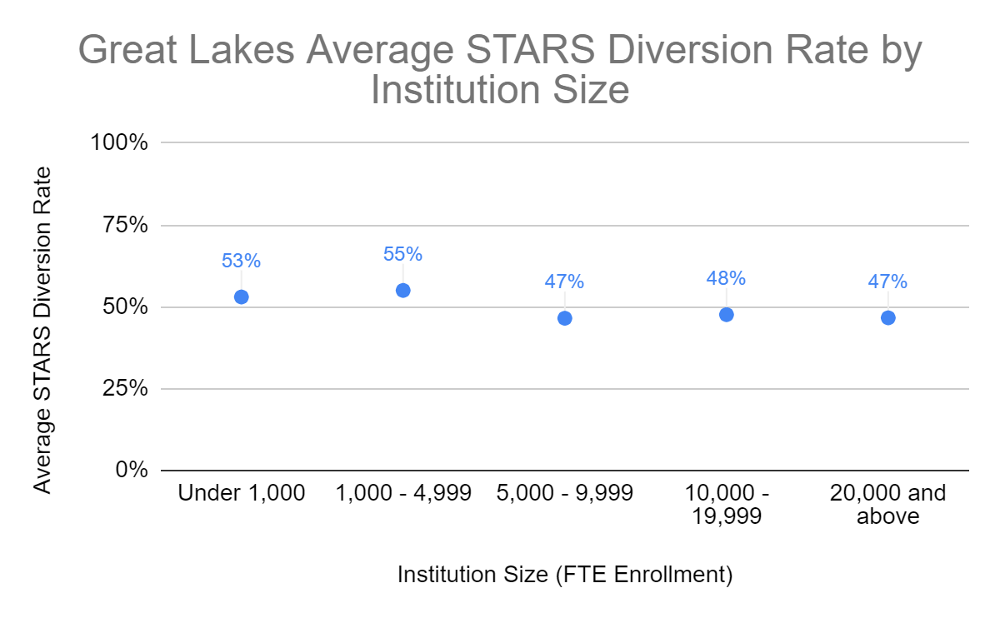 Great Lakes Average STARS Diversion Rate by
Institution Size
Average STARS Diversion Rate
100%
75%
50%
25%
0%
53%
55%
47%
48%
47%
Under 1,000
1,000 - 4,999
5,000 - 9,999
10,000 -
19,999
20,000 and
above
Institution Size (FTE Enrollment)